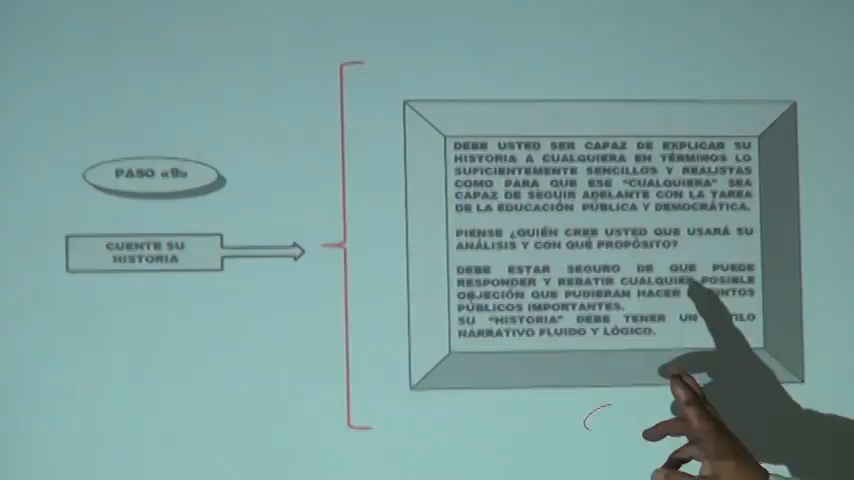 PASO «9»
CUENTE SU
HISTORIA
DEBE USTED SER CAPAZ DE EXPLICAR SU
HISTORIA A CUALQUIERA EN TÉRMINOS LO
SUFICIENTEMENTE SENCILLOS Y REALISTAS
COMO PARA QUE ESE "CUALQUIERA" SEA
CAPAZ DE SEGUIR ADELANTE CON LA TAREA
DE LA EDUCACIÓN PÚBLICA Y DEMOCRÁTICA.
PIENSE ¿QUIÉN CREE USTED QUE USARÁ SU
ANÁLISIS Y CON QUÉ PROPÓSITO?
DEBE ESTAR SEGURO DE QUE PUEDE
RESPONDER Y REBATIR CUALQUIER POSIBLE
OBJECIÓN QUE PUDIERAN HACER
PÚBLICOS IMPORTANTES.
SU "HISTORIA" DEBE TENER UN
NARRATIVO FLUIDO Y LÓGICO.